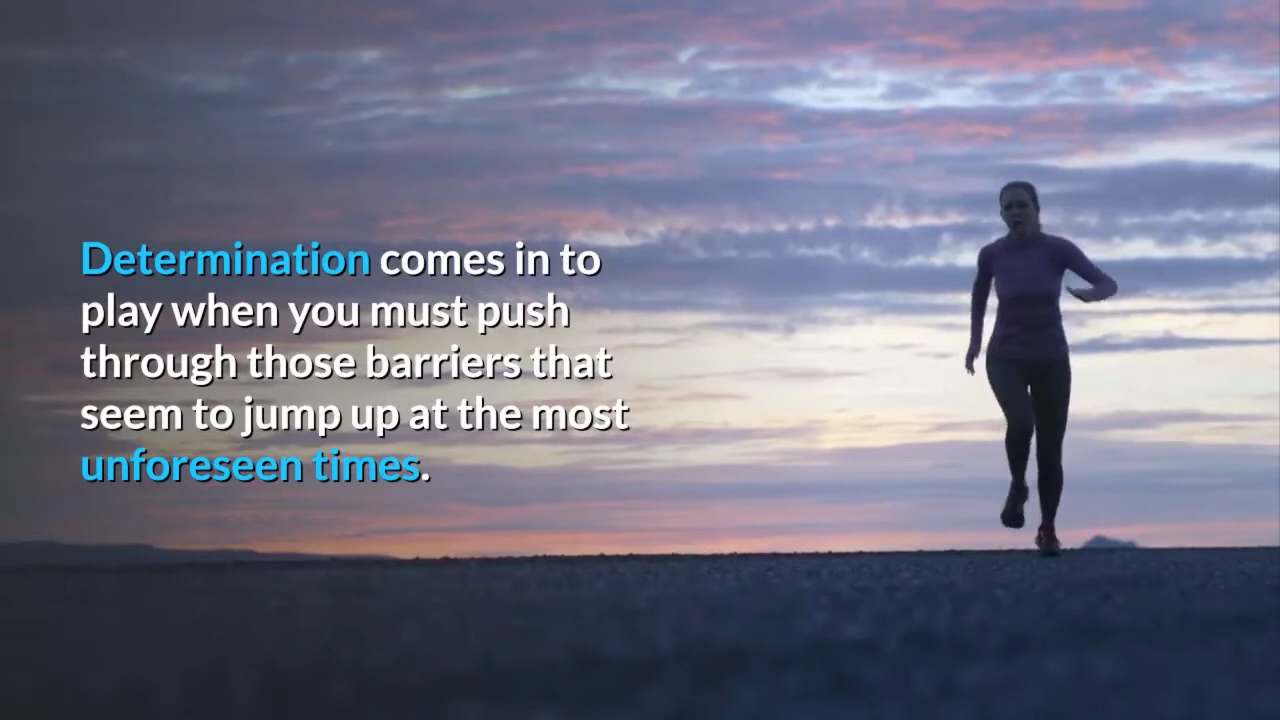 Determination comes in to
play when you must push
through those barriers that
seem to jump up at the most
unforeseen times.